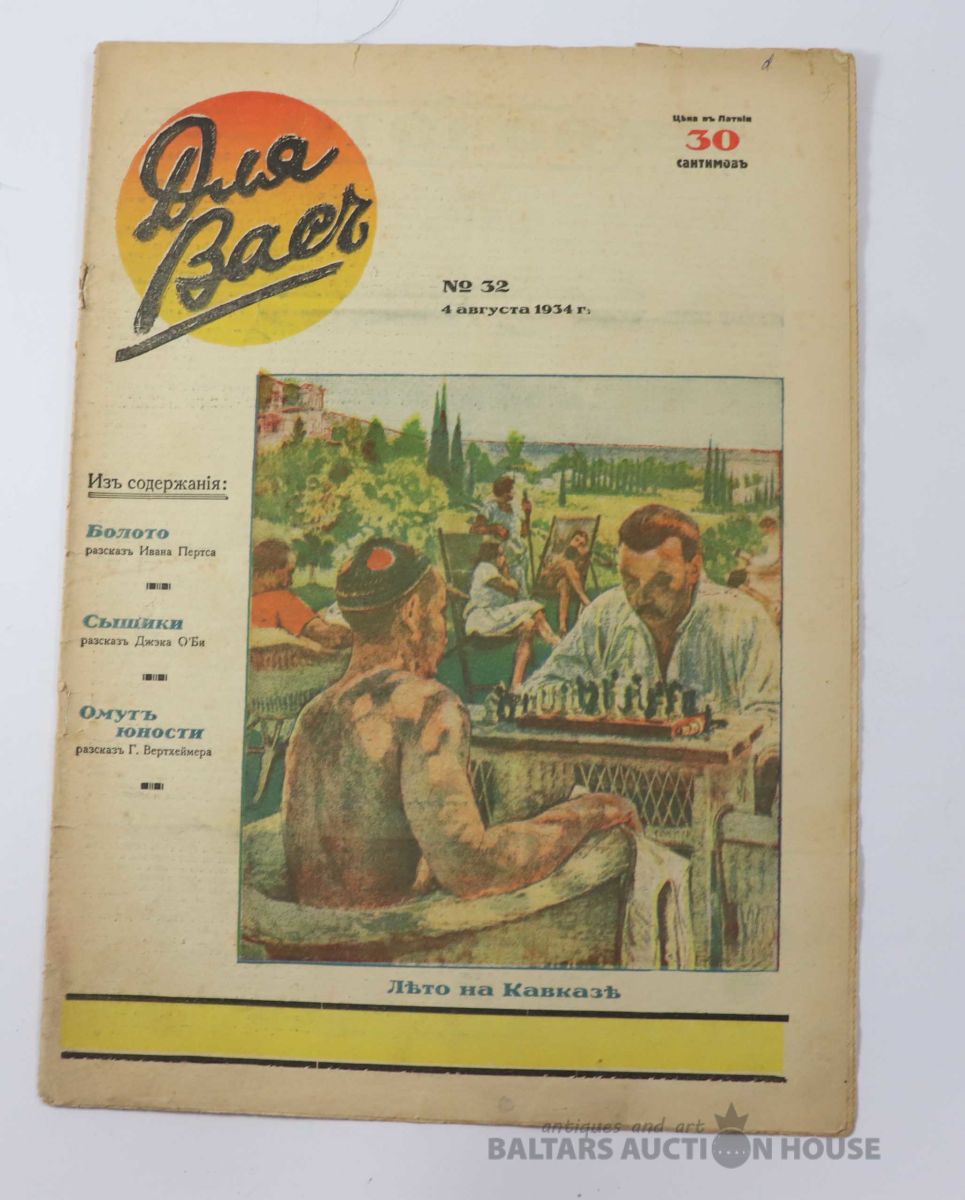 Для
Васъ
Цѣна въ Латвіи
30
сантимовъ
№ 32
4 августа 1934 г.
Изъ содержанія:
Болото
разсказъ Ивана Пертса
Сыщики
разсказъ Джэка О'Би
Омутъ
юности
разсказъ Г. Вертхеймера
Лѣто на Кавказѣ
antiques and art
BALTARS AUCTION HOUSE